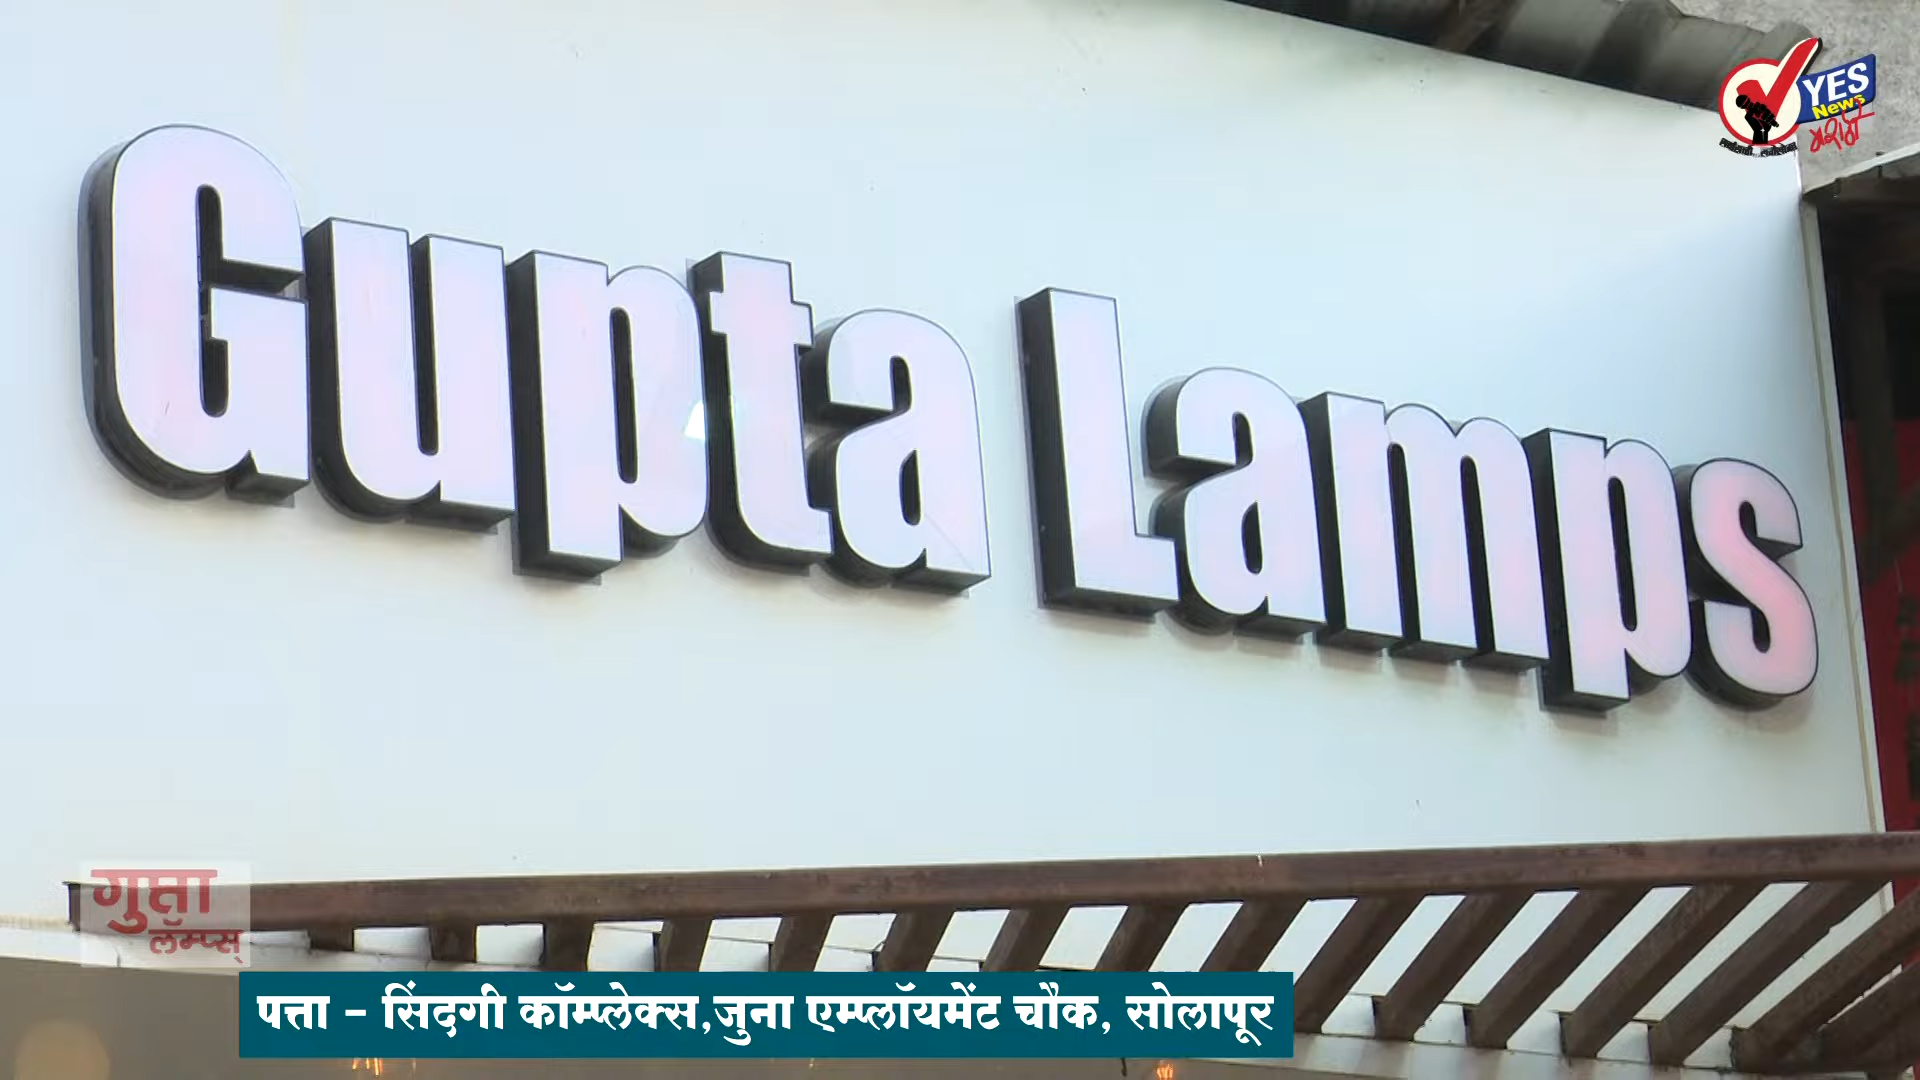 YES
News
मराठी
Gupta Lamps
गुप्ता
लॅम्प्स्
पत्ता - सिंदगी कॉम्प्लेक्स,जुना एम्प्लॉयमेंट चौक, सोलापूर